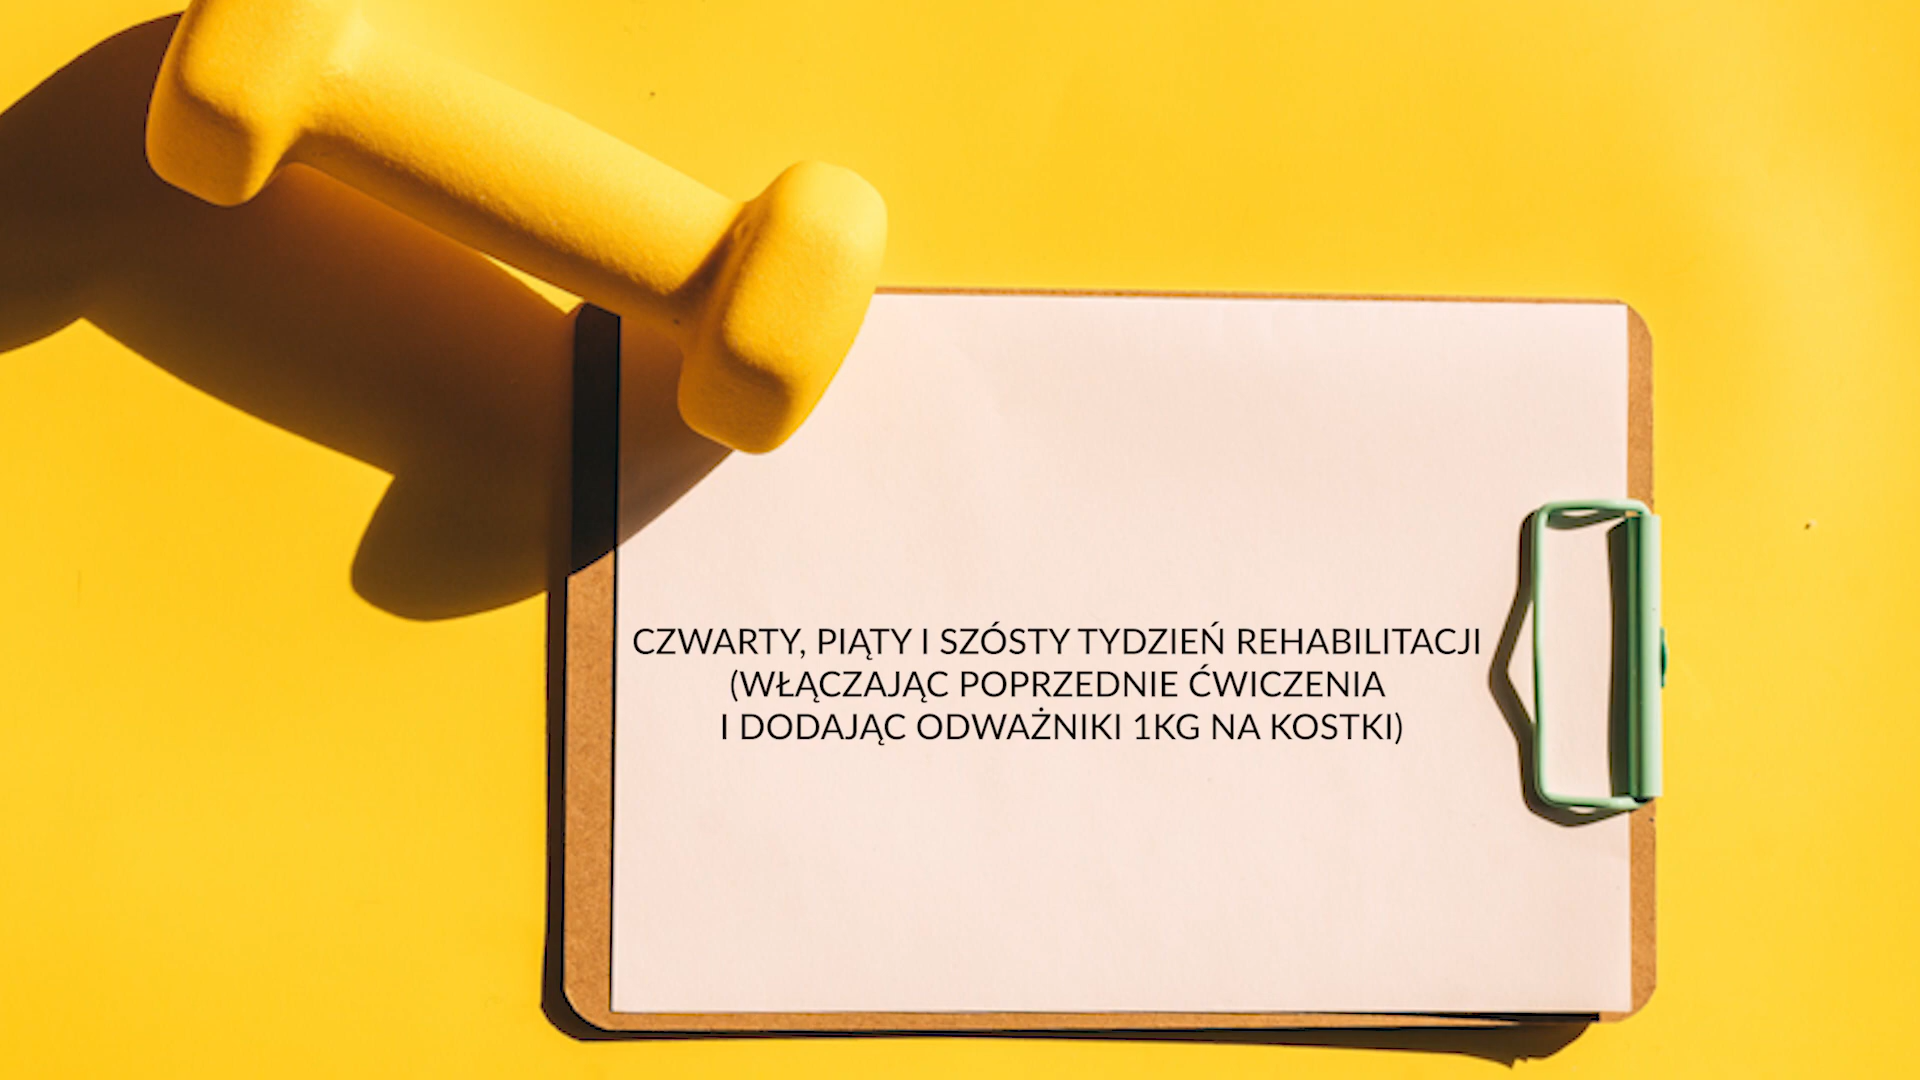 CZWARTY, PIĄTY I SZÓSTY TYDZIEŃ REHABILITACJI
(WŁĄCZAJĄC POPRZEDNIE ĆWICZENIA
I DODAJĄC ODWAŻNIKI 1KG NA KOSTKI)